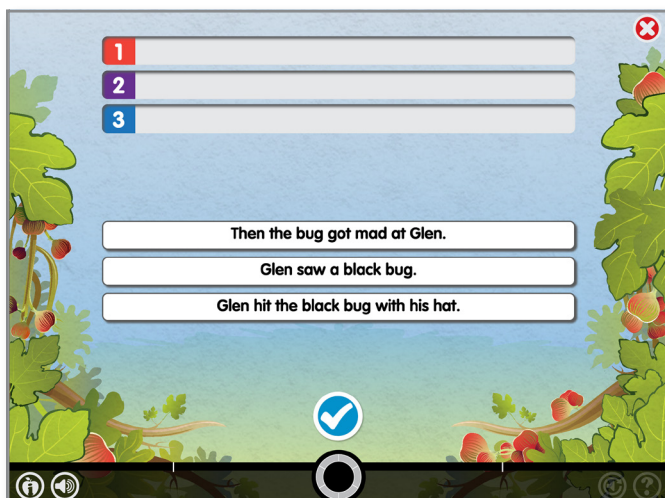 1
2
3
Then the bug got mad at Glen.
Glen saw a black bug.
Glen hit the black bug with his hat.
?